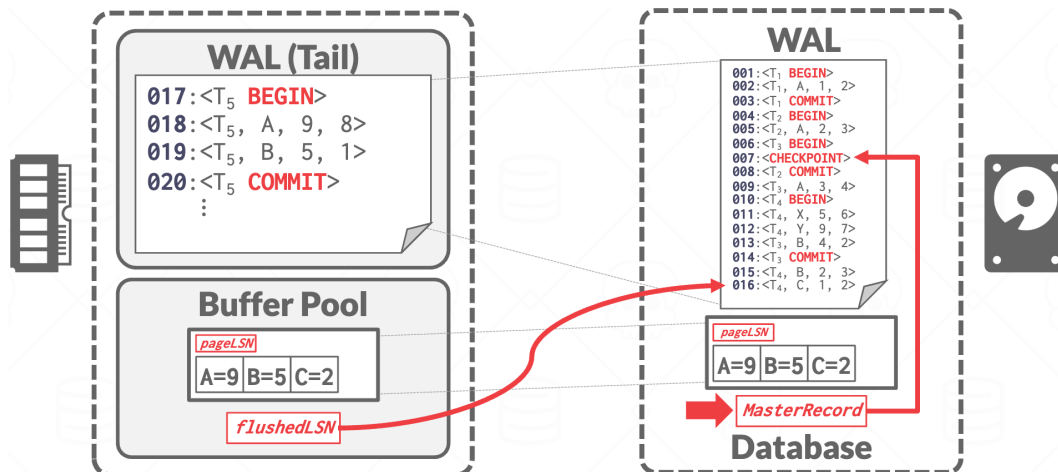 WAL (Tail)
017:<T5 BEGIN>
018:<T5, A, 9, 8>
019:<T5, B, 5, 1>
020:<T5 COMMIT>
⋮
Buffer Pool
pageLSN
A=9 B=5 C=2
flushedLSN
WAL
001:<T1 BEGIN>
002:<T1, A, 1, 2>
003:<T1 COMMIT>
004:<T2 BEGIN>
005:<T2, A, 2, 3>
006:<T3 BEGIN>
007:<CHECKPOINT>
008:<T2 COMMIT>
009:<T3, A, 3, 4>
010:<T4 BEGIN>
011:<T4, X, 5, 6>
012:<T4, Y, 9, 7>
013:<T3, B, 4, 2>
014:<T3 COMMIT>
015:<T4, B, 2, 3>
016:<T4, C, 1, 2>
pageLSN
A=9 B=5 C=2
MasterRecord
Database